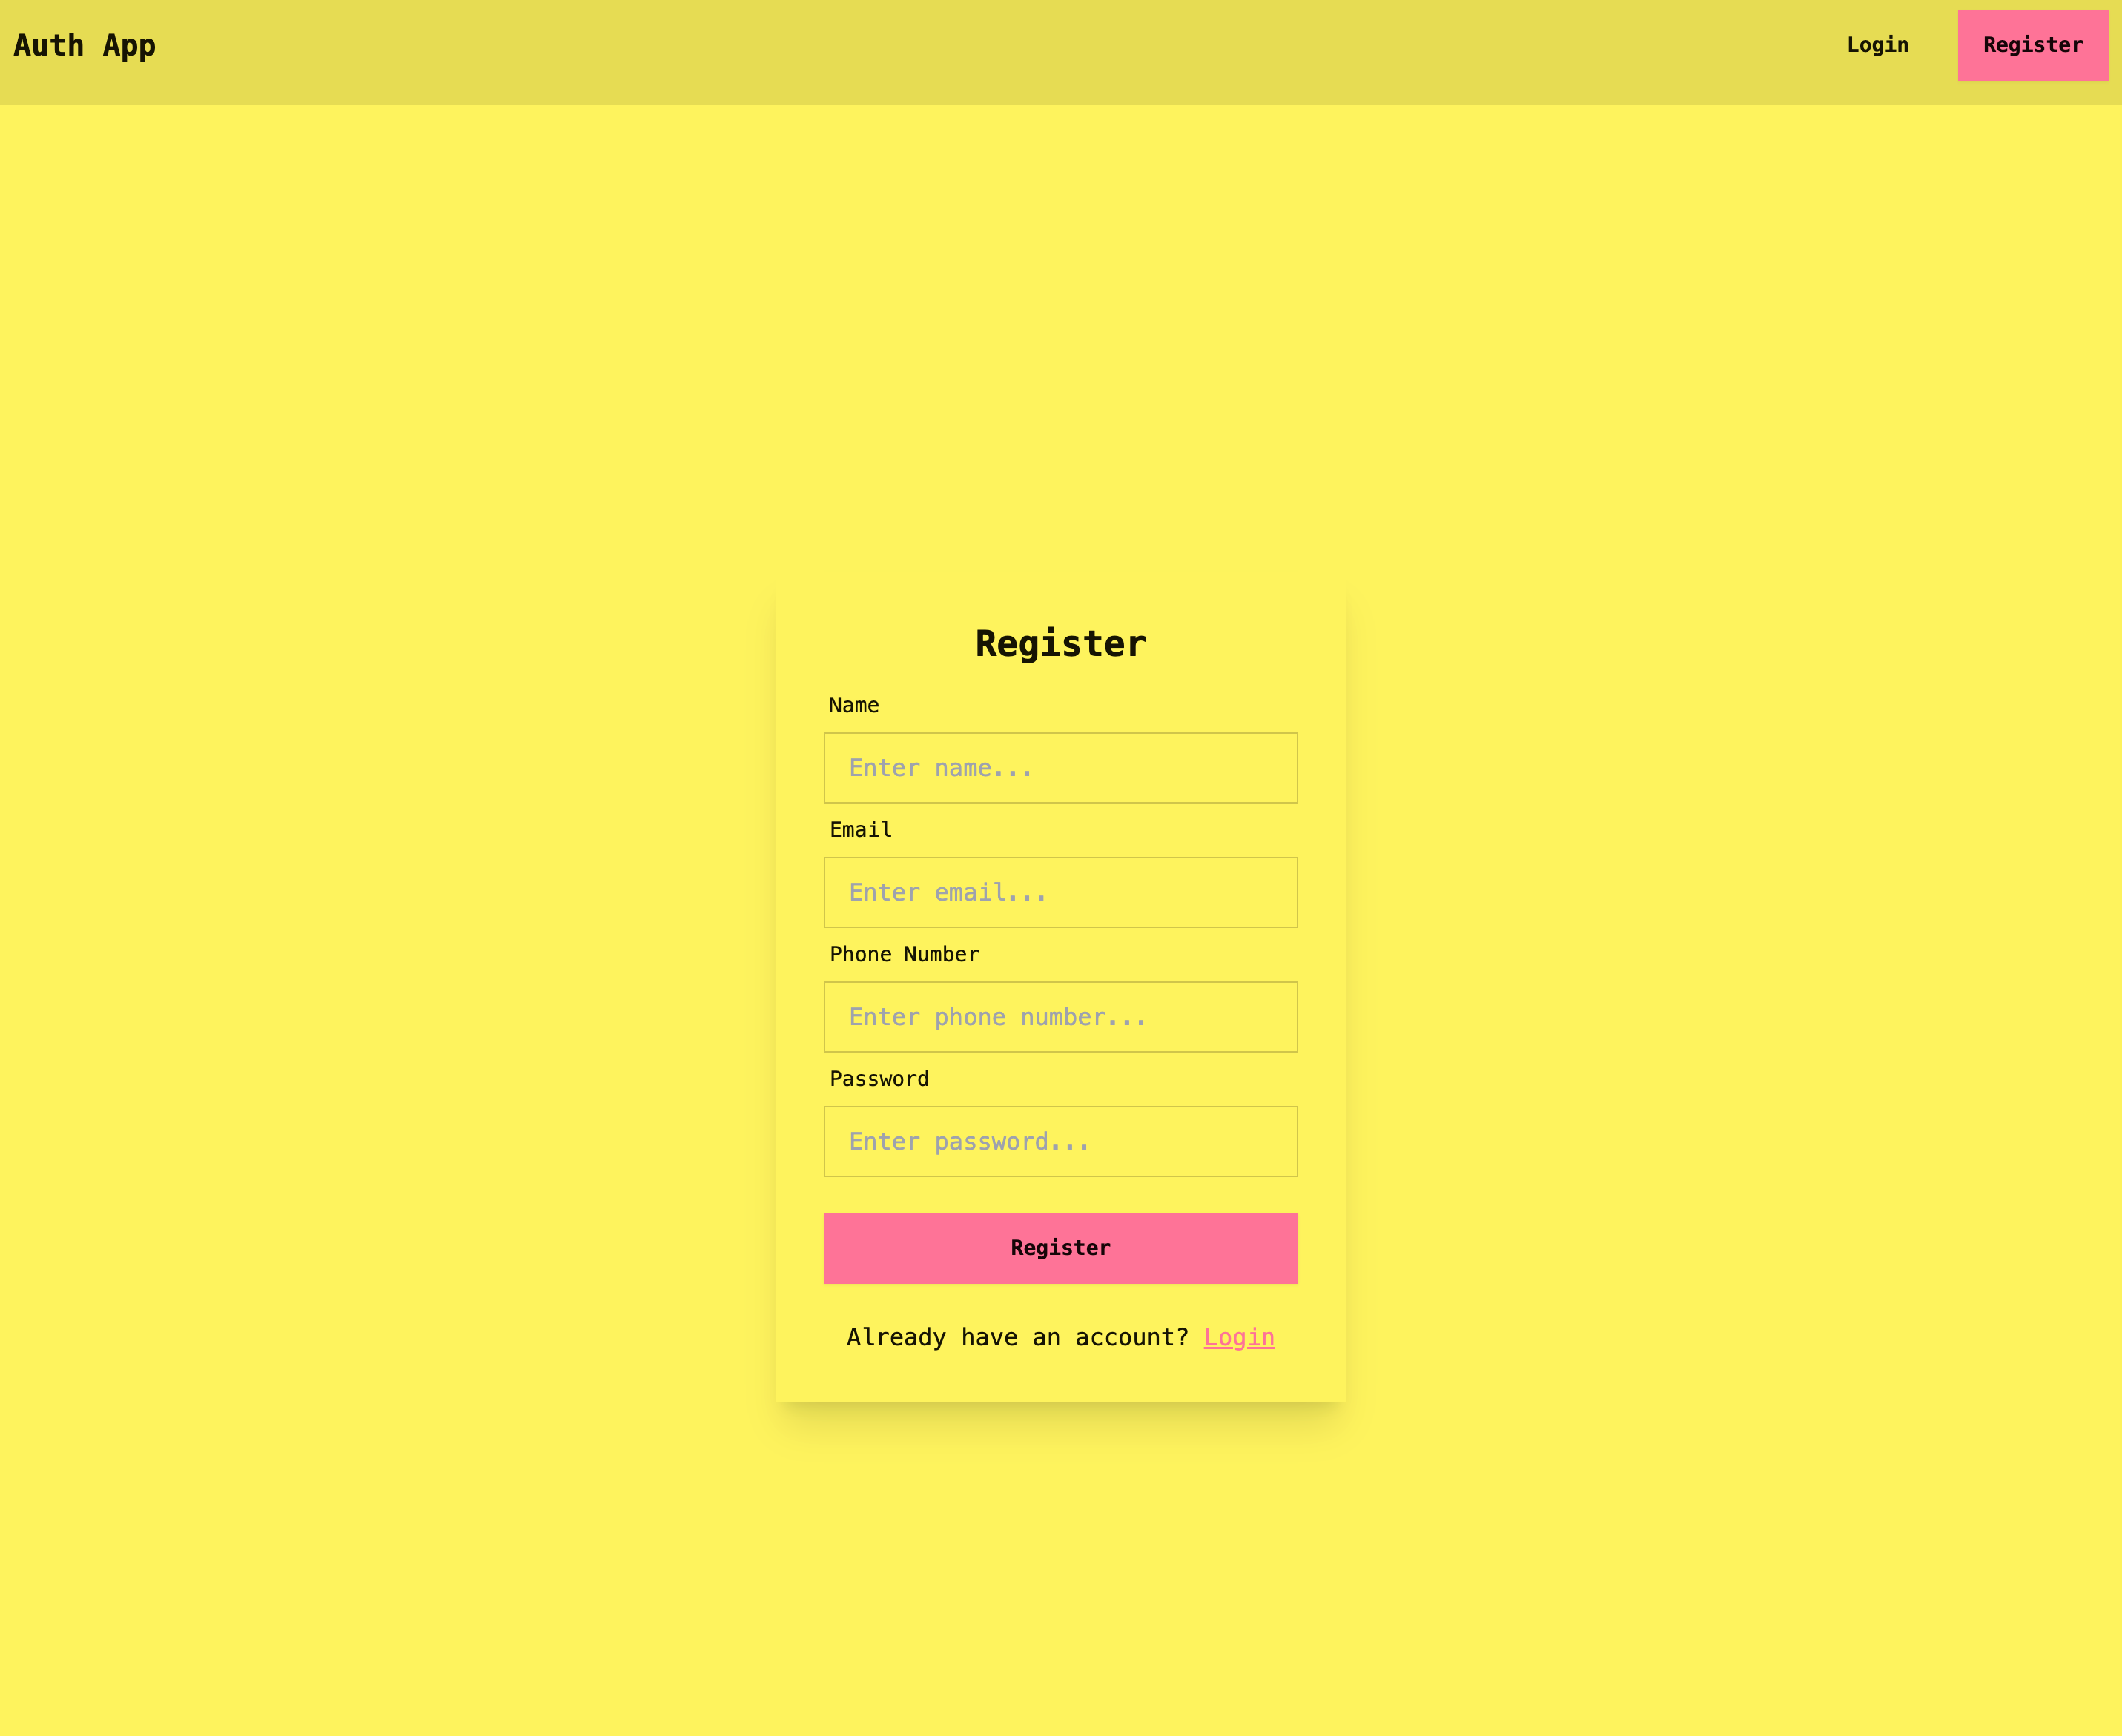 Auth App
Login
Register
Register
Name
Enter name...
Email
Enter email...
Phone Number
Enter phone number...
Password
Enter password...
Register
Already have an account? Login